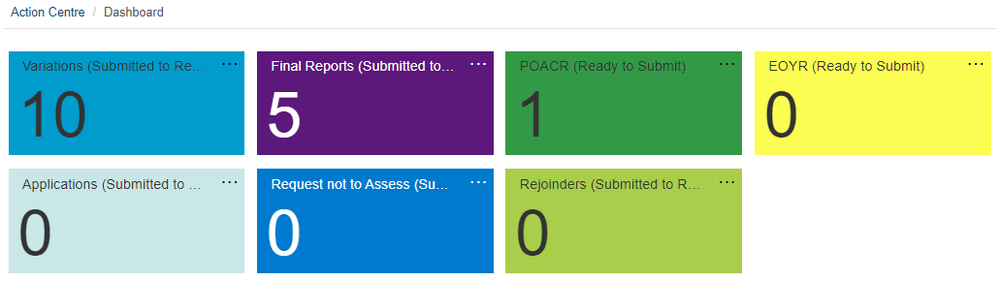 Action Centre / Dashboard
Variations (Submitted to Re... ...
10
Final Reports (Submitted to... ...
5
POACR (Ready to Submit) ...
1
EOYR (Ready to Submit) ...
0
Applications (Submitted to ... ...
0
Request not to Assess (Su... ...
0
Rejoinders (Submitted to R... ...
0